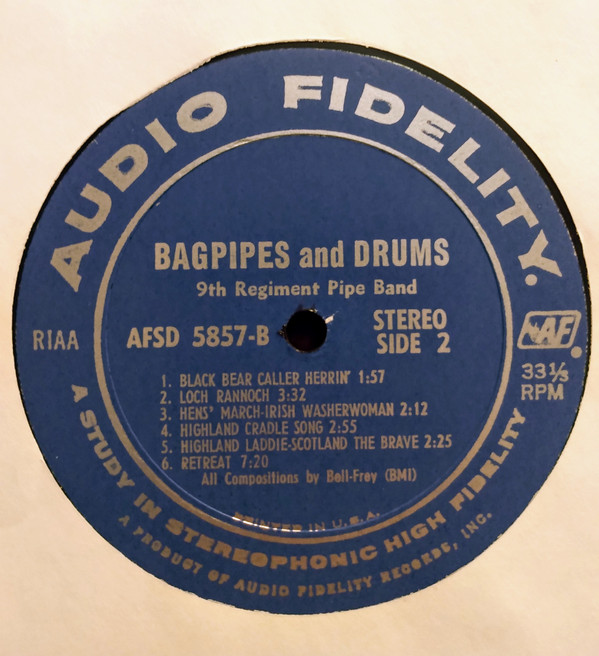 AUDIO FIDELITY.
BAGPIPES and DRUMS
9th Regiment Pipe Band
RIAA
AFSD 5857-B
STEREO
SIDE 2
AF
33 1/3
RPM
1. BLACK BEAR CALLER HERRIN' 1:57
2. LOCH RANNOCH 3:32
3. HENS' MARCH-IRISH WASHERWOMAN 2:12
4. HIGHLAND CRADLE SONG 2:55
5. HIGHLAND LADDIE-SCOTLAND THE BRAVE 2:25
6. RETREAT 7:20
All Compositions by Bell-Frey (BMI)
PRINTED IN U.S.A.
A STUDY IN STEREOPHONIC HIGH FIDELITY
A PRODUCT OF AUDIO FIDELITY RECORDS, INC.